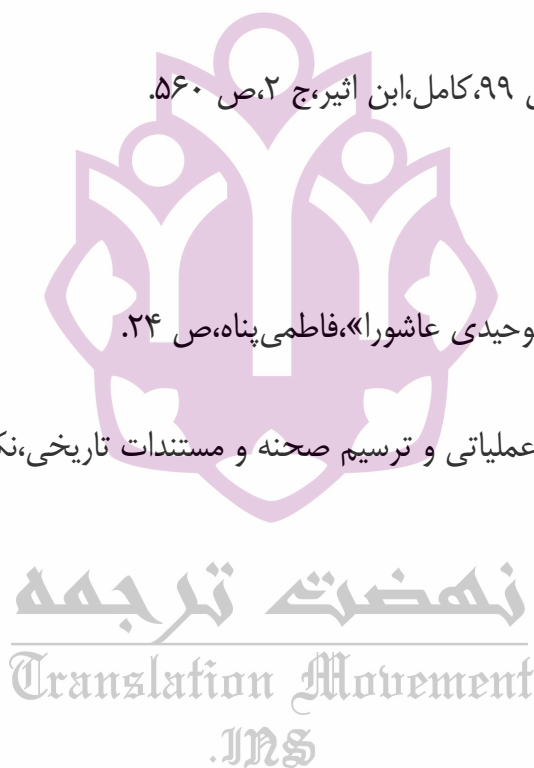 ۹۹،کامل،ابن اثیر،ج ۲،ص ۵۶۰.
وحیدی عاشورا»،فاطمی‌پناه،ص ۲۴.
عملیاتی و ترسیم صحنه و مستندات تاریخی،نک
نهضت ترجمه
Translation Movement
.INS